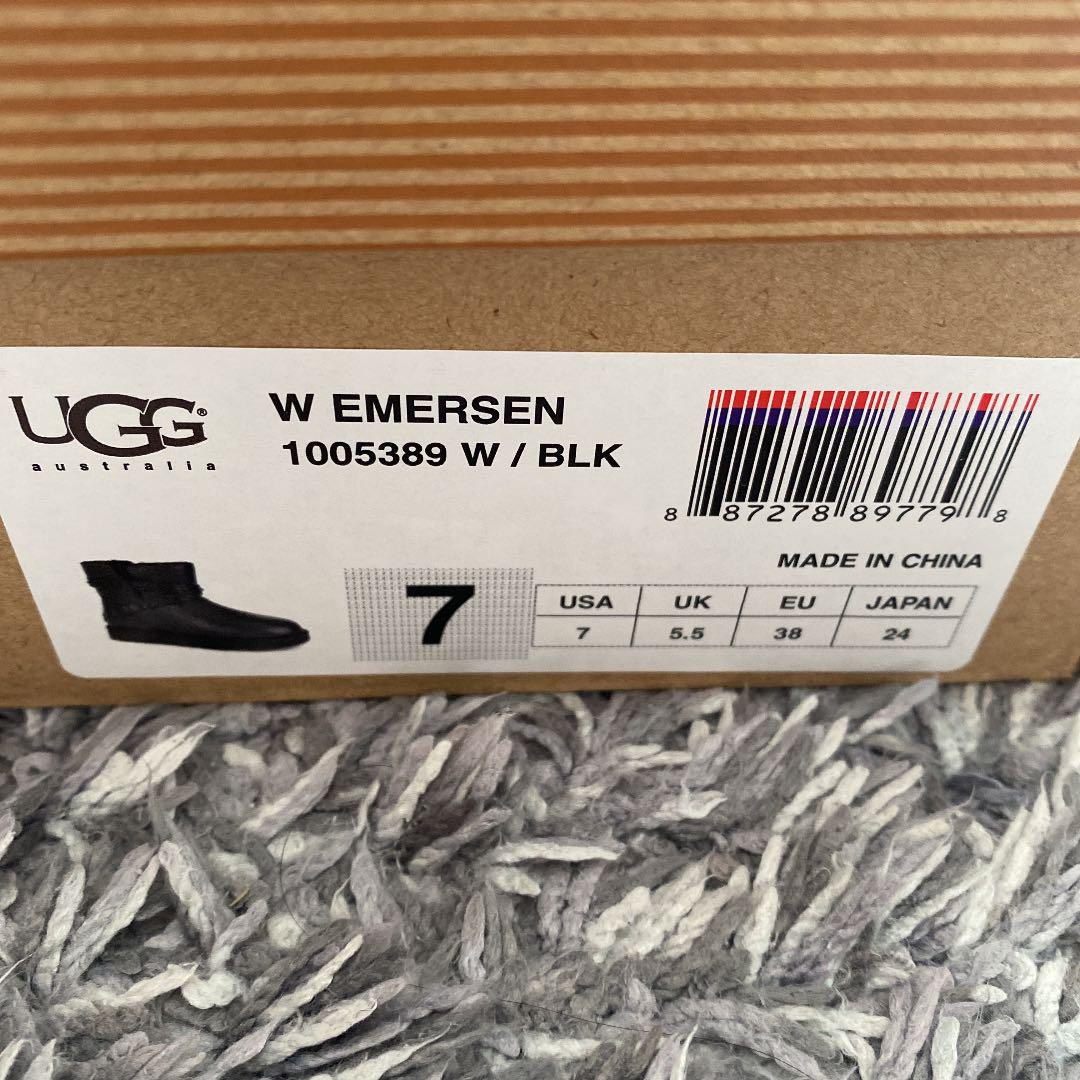 UGG®
australia
W EMERSEN
1005389 W / BLK
8 87278 89779 8
MADE IN CHINA
7
USA UK EU JAPAN
7 5.5 38 24